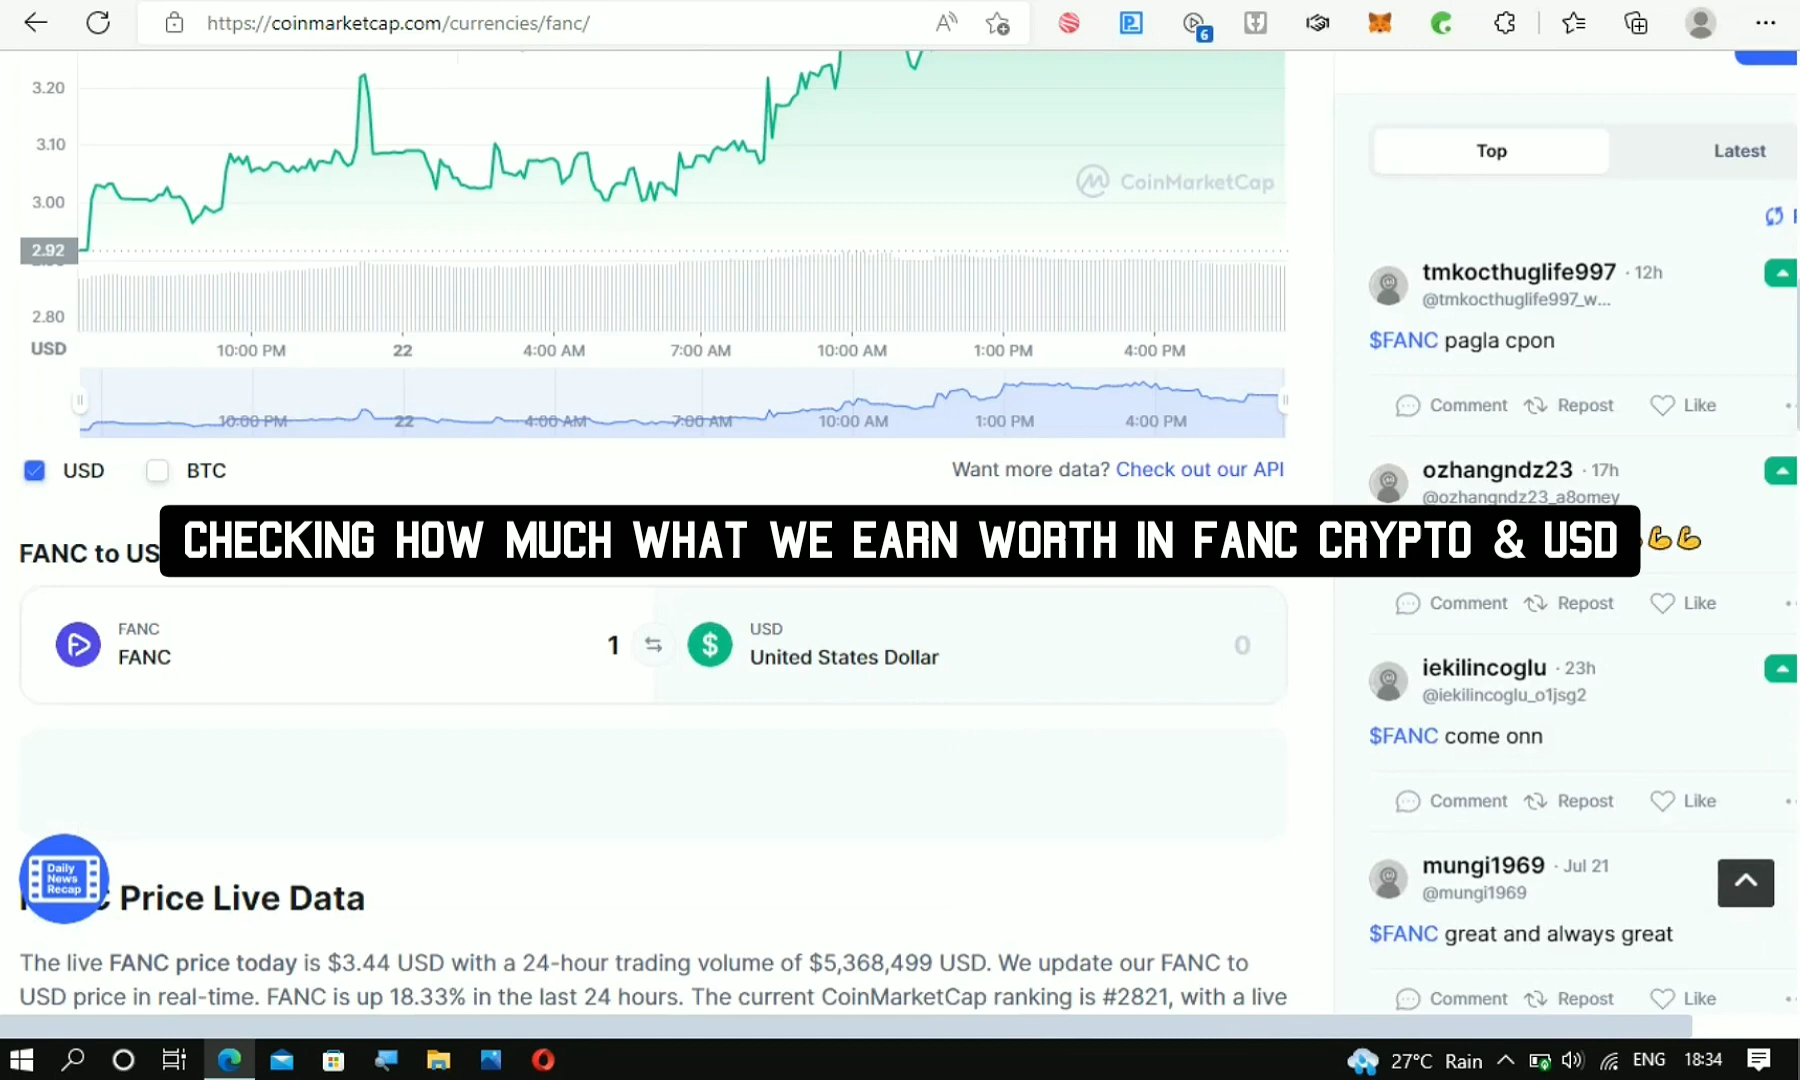 https://coinmarketcap.com/currencies/fanc/
6
3.20
3.10
3.00
2.92
2.80
USD
CoinMarketCap
10:00 PM 22 4:00 AM 7:00 AM 10:00 AM 1:00 PM 4:00 PM
10:00 PM 22 4:00 AM 7:00 AM 10:00 AM 1:00 PM 4:00 PM
USD BTC
Want more data? Check out our API
CHECKING HOW MUCH WHAT WE EARN WORTH IN FANC CRYPTO & USD
FANC to US
FANC
FANC
1
USD
United States Dollar
0
Daily
News
Recap
Price Live Data
The live FANC price today is $3.44 USD with a 24-hour trading volume of $5,368,499 USD. We update our FANC to
USD price in real-time. FANC is up 18.33% in the last 24 hours. The current CoinMarketCap ranking is #2821, with a live
Top Latest
tmkocthuglife997 · 12h
@tmkocthuglife997_w...
$FANC pagla cpon
Comment Repost Like
ozhangndz23 · 17h
@ozhangndz23_a8omey
💪💪
Comment Repost Like
iekilincoglu · 23h
@iekilincoglu_o1jsg2
$FANC come onn
Comment Repost Like
mungi1969 · Jul 21
@mungi1969
$FANC great and always great
Comment Repost Like
27°C Rain ENG 18:34